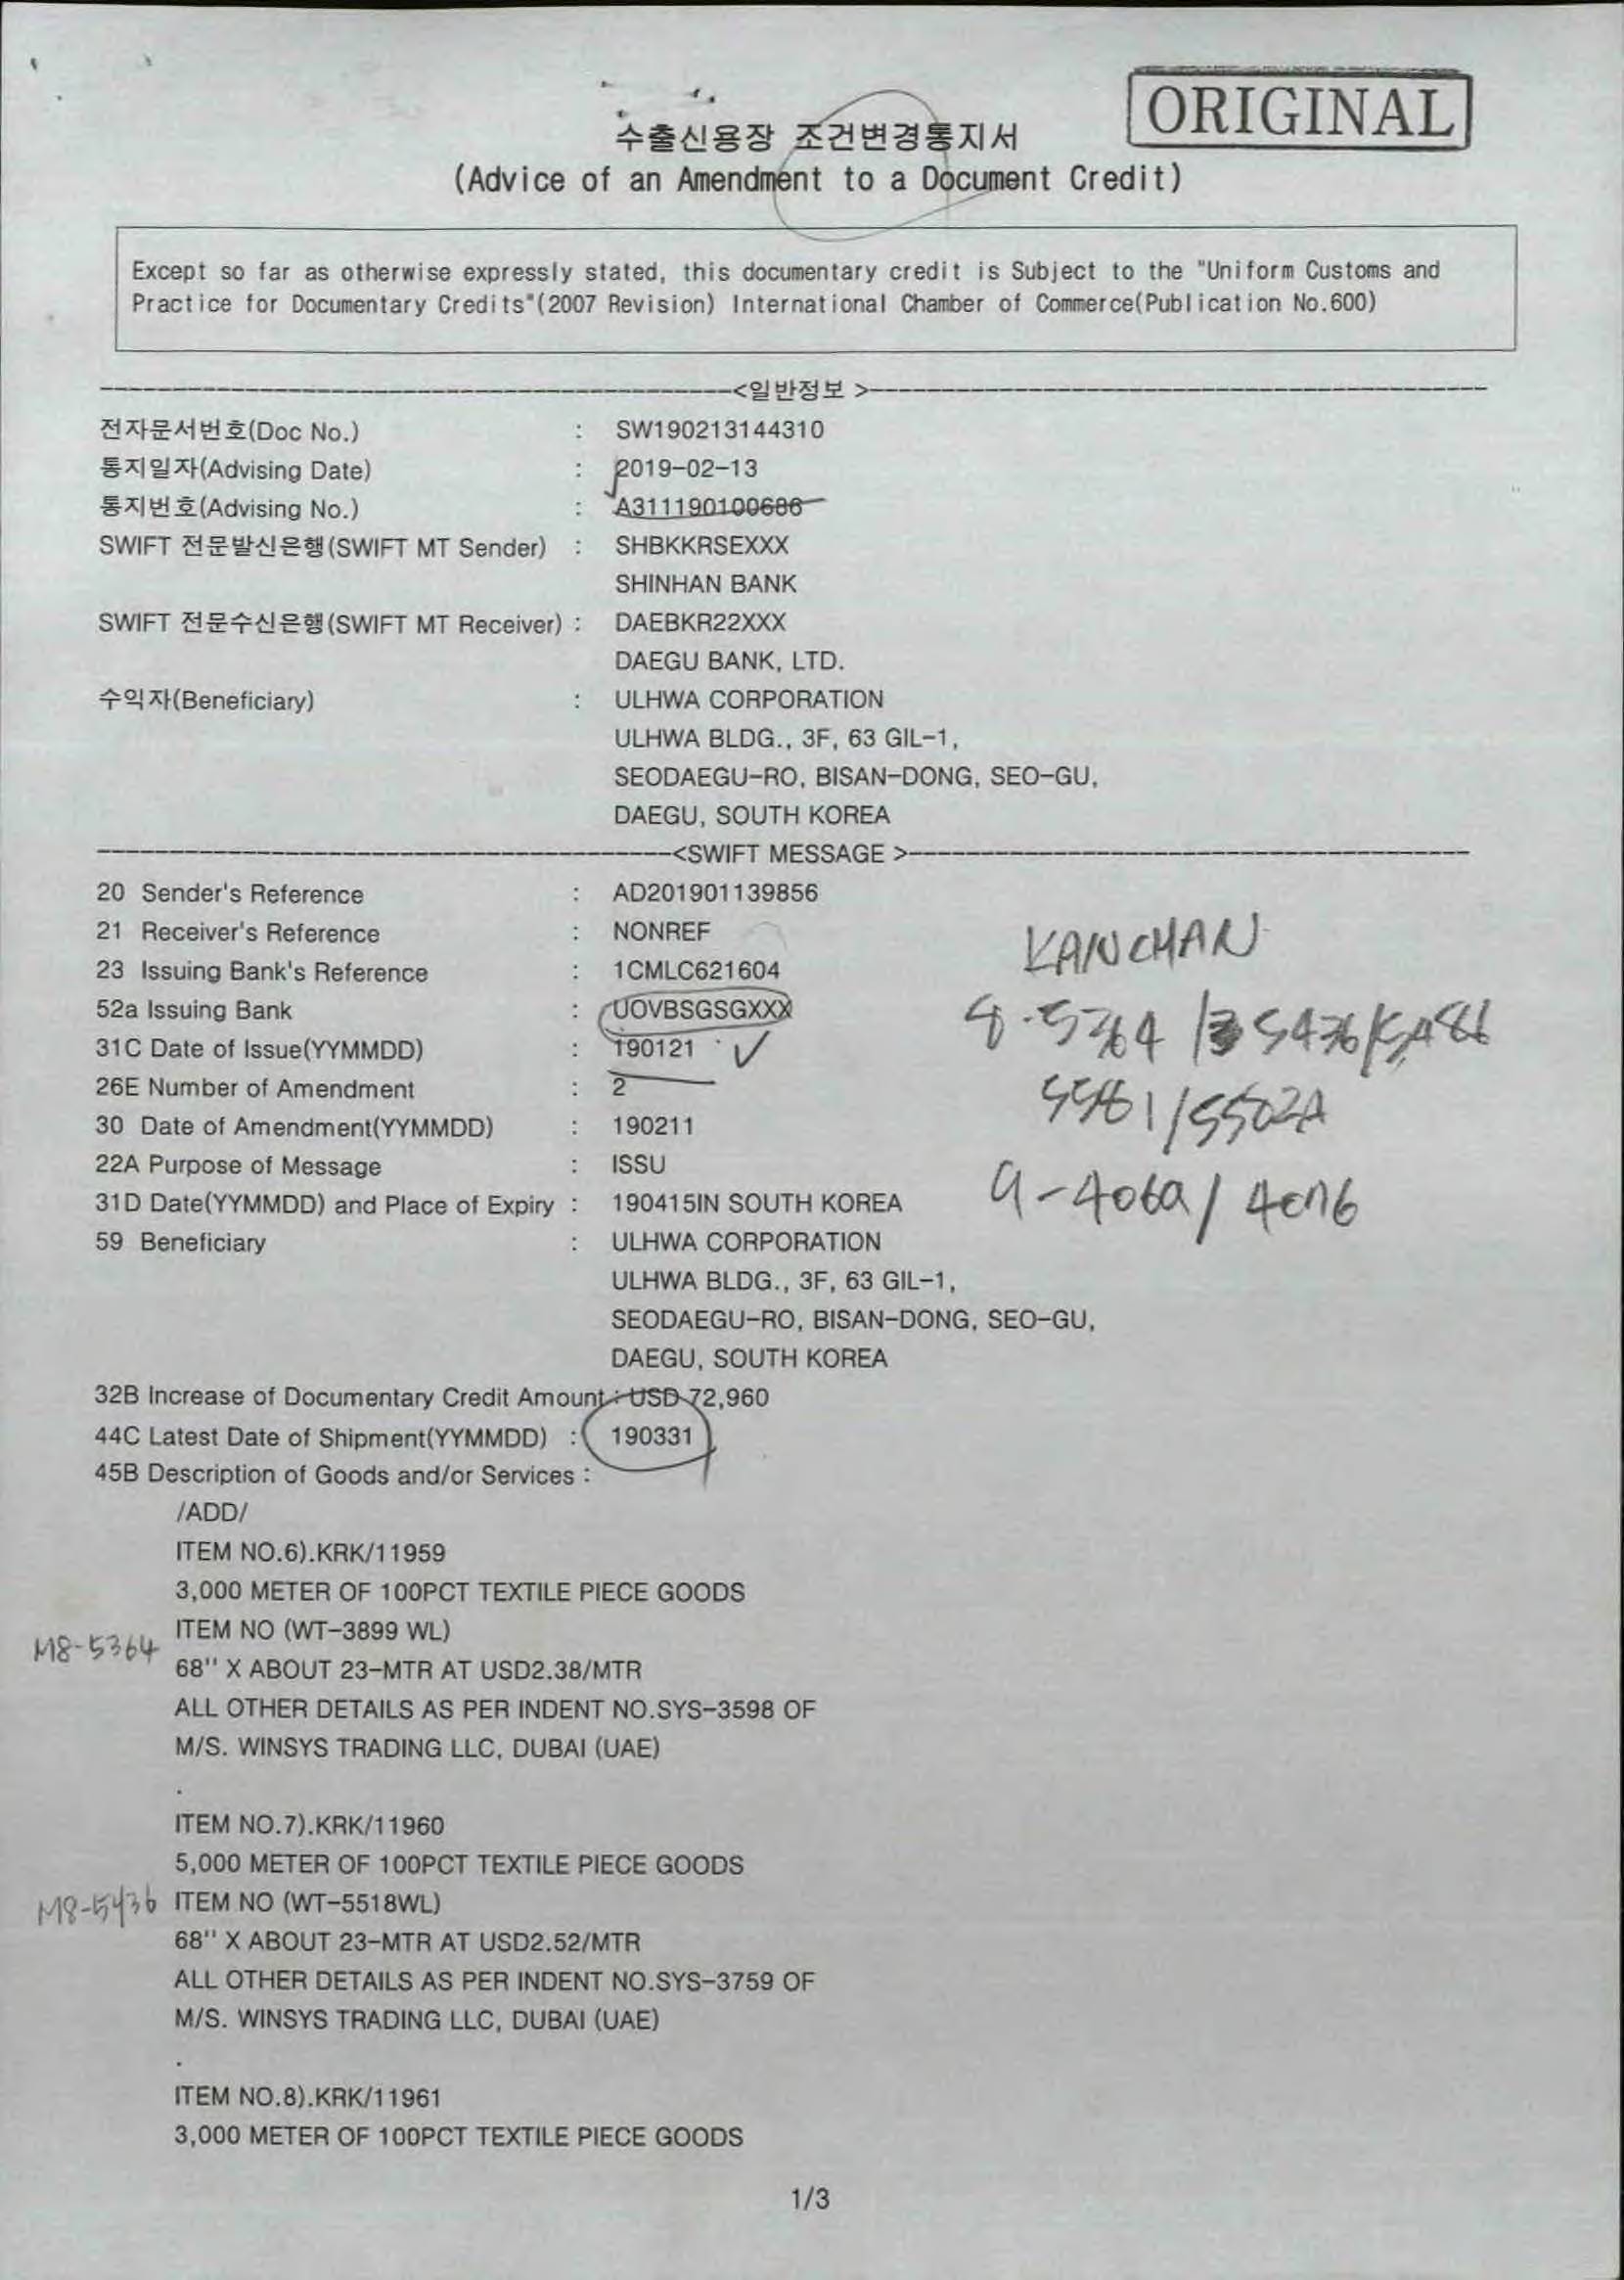 ORIGINAL
수출신용장 조건변경통지서
(Advice of an Amendment to a Document Credit)
Except so far as otherwise expressly stated, this documentary credit is Subject to the "Uniform Customs and
Practice for Documentary Credits"(2007 Revision) International Chamber of Commerce(Publication No.600)
<일반정보 >
전자문서번호(Doc No.) : SW190213144310
통지일자(Advising Date) : 2019-02-13
통지번호(Advising No.) : A311190100686
SWIFT 전문발신은행(SWIFT MT Sender) : SHBKKRSEXXX
SHINHAN BANK
SWIFT 전문수신은행(SWIFT MT Receiver) : DAEBKR22XXX
DAEGU BANK, LTD.
수익자(Beneficiary) : ULHWA CORPORATION
ULHWA BLDG., 3F, 63 GIL-1,
SEODAEGU-RO, BISAN-DONG, SEO-GU,
DAEGU, SOUTH KOREA
<SWIFT MESSAGE >
20 Sender's Reference : AD201901139856
21 Receiver's Reference : NONREF
KANCHAN
23 Issuing Bank's Reference : 1CMLC621604
52a Issuing Bank : UOVBSGSGXXX
31C Date of Issue(YYMMDD) : 190121
26E Number of Amendment : 2
30 Date of Amendment(YYMMDD) : 190211
22A Purpose of Message : ISSU
31D Date(YYMMDD) and Place of Expiry : 190415IN SOUTH KOREA
59 Beneficiary : ULHWA CORPORATION
ULHWA BLDG., 3F, 63 GIL-1,
SEODAEGU-RO, BISAN-DONG, SEO-GU,
DAEGU, SOUTH KOREA
32B Increase of Documentary Credit Amount : USD 72,960
44C Latest Date of Shipment(YYMMDD) : 190331
45B Description of Goods and/or Services :
/ADD/
ITEM NO.6).KRK/11959
3,000 METER OF 100PCT TEXTILE PIECE GOODS
ITEM NO (WT-3899 WL)
M8-5364
68" X ABOUT 23-MTR AT USD2.38/MTR
ALL OTHER DETAILS AS PER INDENT NO.SYS-3598 OF
M/S. WINSYS TRADING LLC, DUBAI (UAE)
.
ITEM NO.7).KRK/11960
5,000 METER OF 100PCT TEXTILE PIECE GOODS
M8-5436 ITEM NO (WT-5518WL)
68" X ABOUT 23-MTR AT USD2.52/MTR
ALL OTHER DETAILS AS PER INDENT NO.SYS-3759 OF
M/S. WINSYS TRADING LLC, DUBAI (UAE)
.
ITEM NO.8).KRK/11961
3,000 METER OF 100PCT TEXTILE PIECE GOODS
1/3